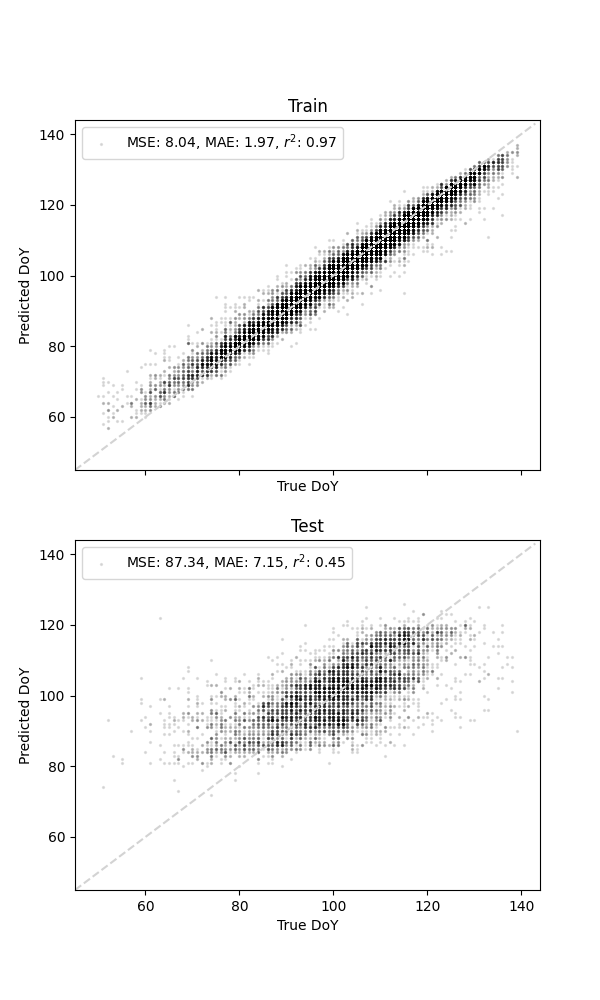 Train
MSE: 8.04, MAE: 1.97, r²: 0.97
140
120
100
80
60
Predicted DoY
True DoY
Test
MSE: 87.34, MAE: 7.15, r²: 0.45
140
120
100
80
60
Predicted DoY
60 80 100 120 140
True DoY